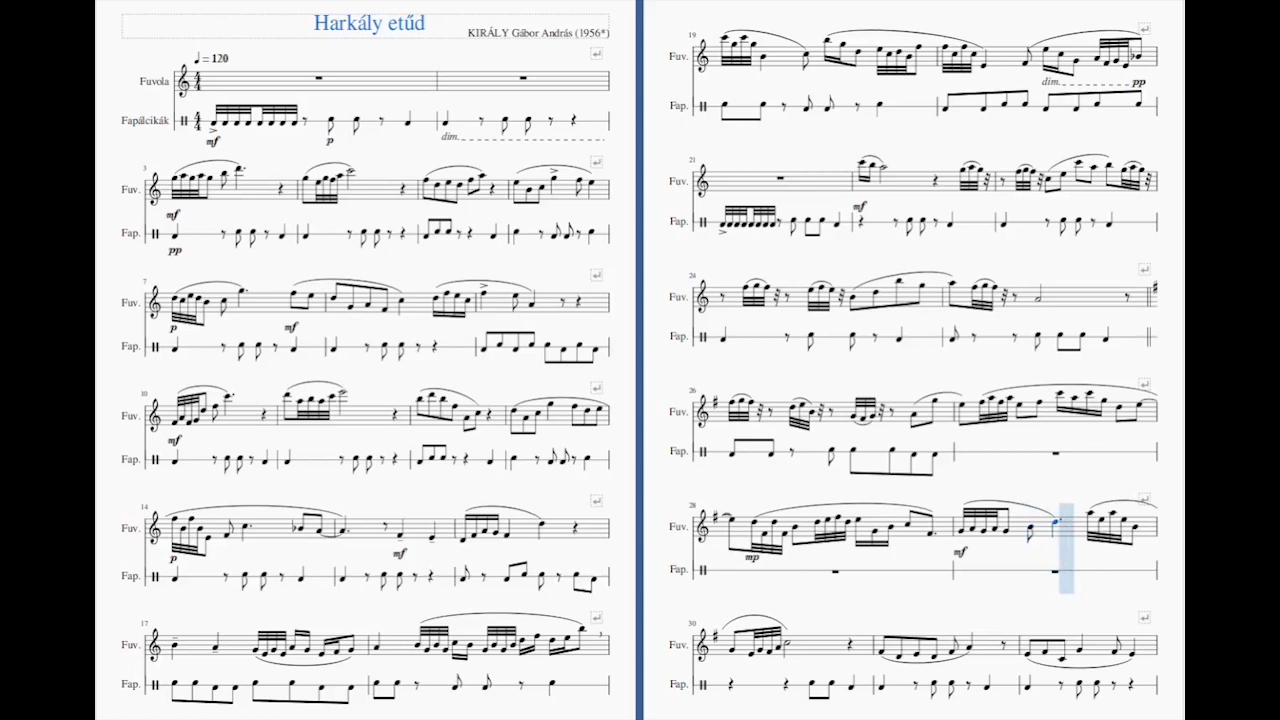 Harkály etűd
KIRÁLY Gábor András (1956*)
♩ = 120
Fuvola
Fapálcikák
mf
p
dim.
3
Fuv.
mf
Fap.
pp
7
Fuv.
p
mf
Fap.
10
Fuv.
mf
Fap.
14
Fuv.
p
mf
Fap.
17
Fuv.
Fap.
19
Fuv.
dim.
pp
Fap.
21
Fuv.
mf
Fap.
24
Fuv.
Fap.
26
Fuv.
Fap.
28
Fuv.
mp
mf
Fap.
30
Fuv.
Fap.